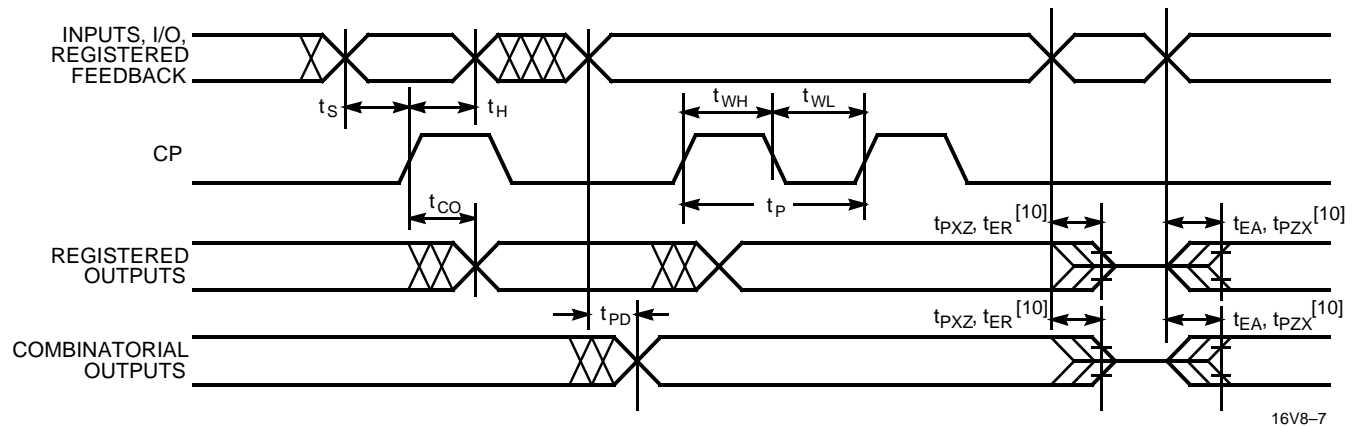 INPUTS, I/O,
REGISTERED
FEEDBACK
tS
tH
tWH
tWL
CP
tCO
tP
tPXZ, tER[10]
tEA, tPZX[10]
REGISTERED
OUTPUTS
tPD
tPXZ, tER[10]
tEA, tPZX[10]
COMBINATORIAL
OUTPUTS
16V8–7